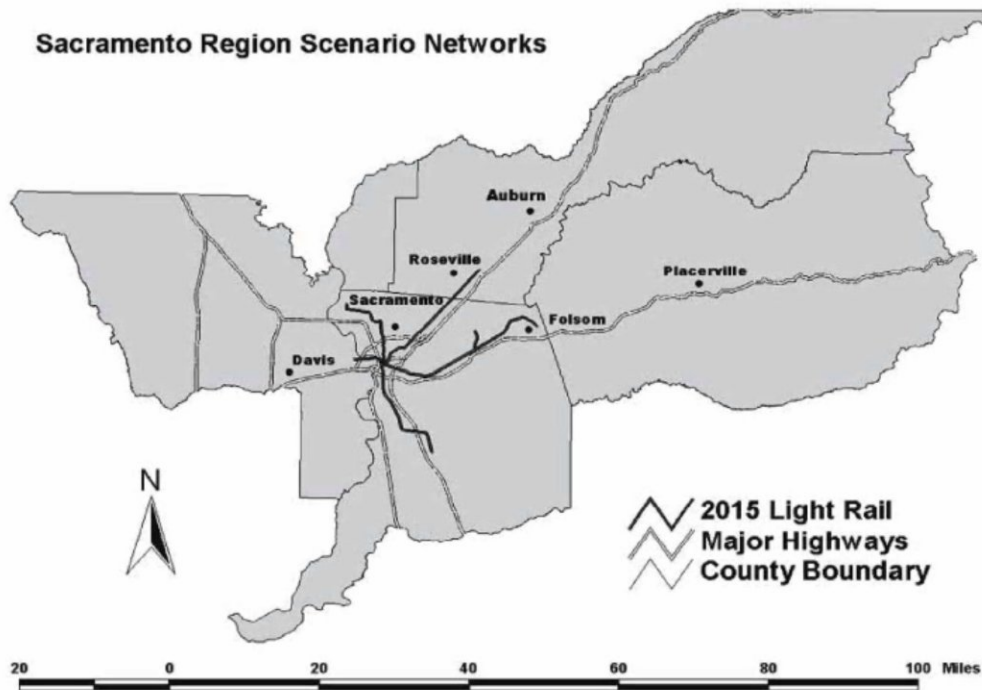 Sacramento Region Scenario Networks
Auburn
Roseville
Placerville
Sacramento
Folsom
Davis
N
2015 Light Rail
Major Highways
County Boundary
20 0 20 40 60 80 100 Miles